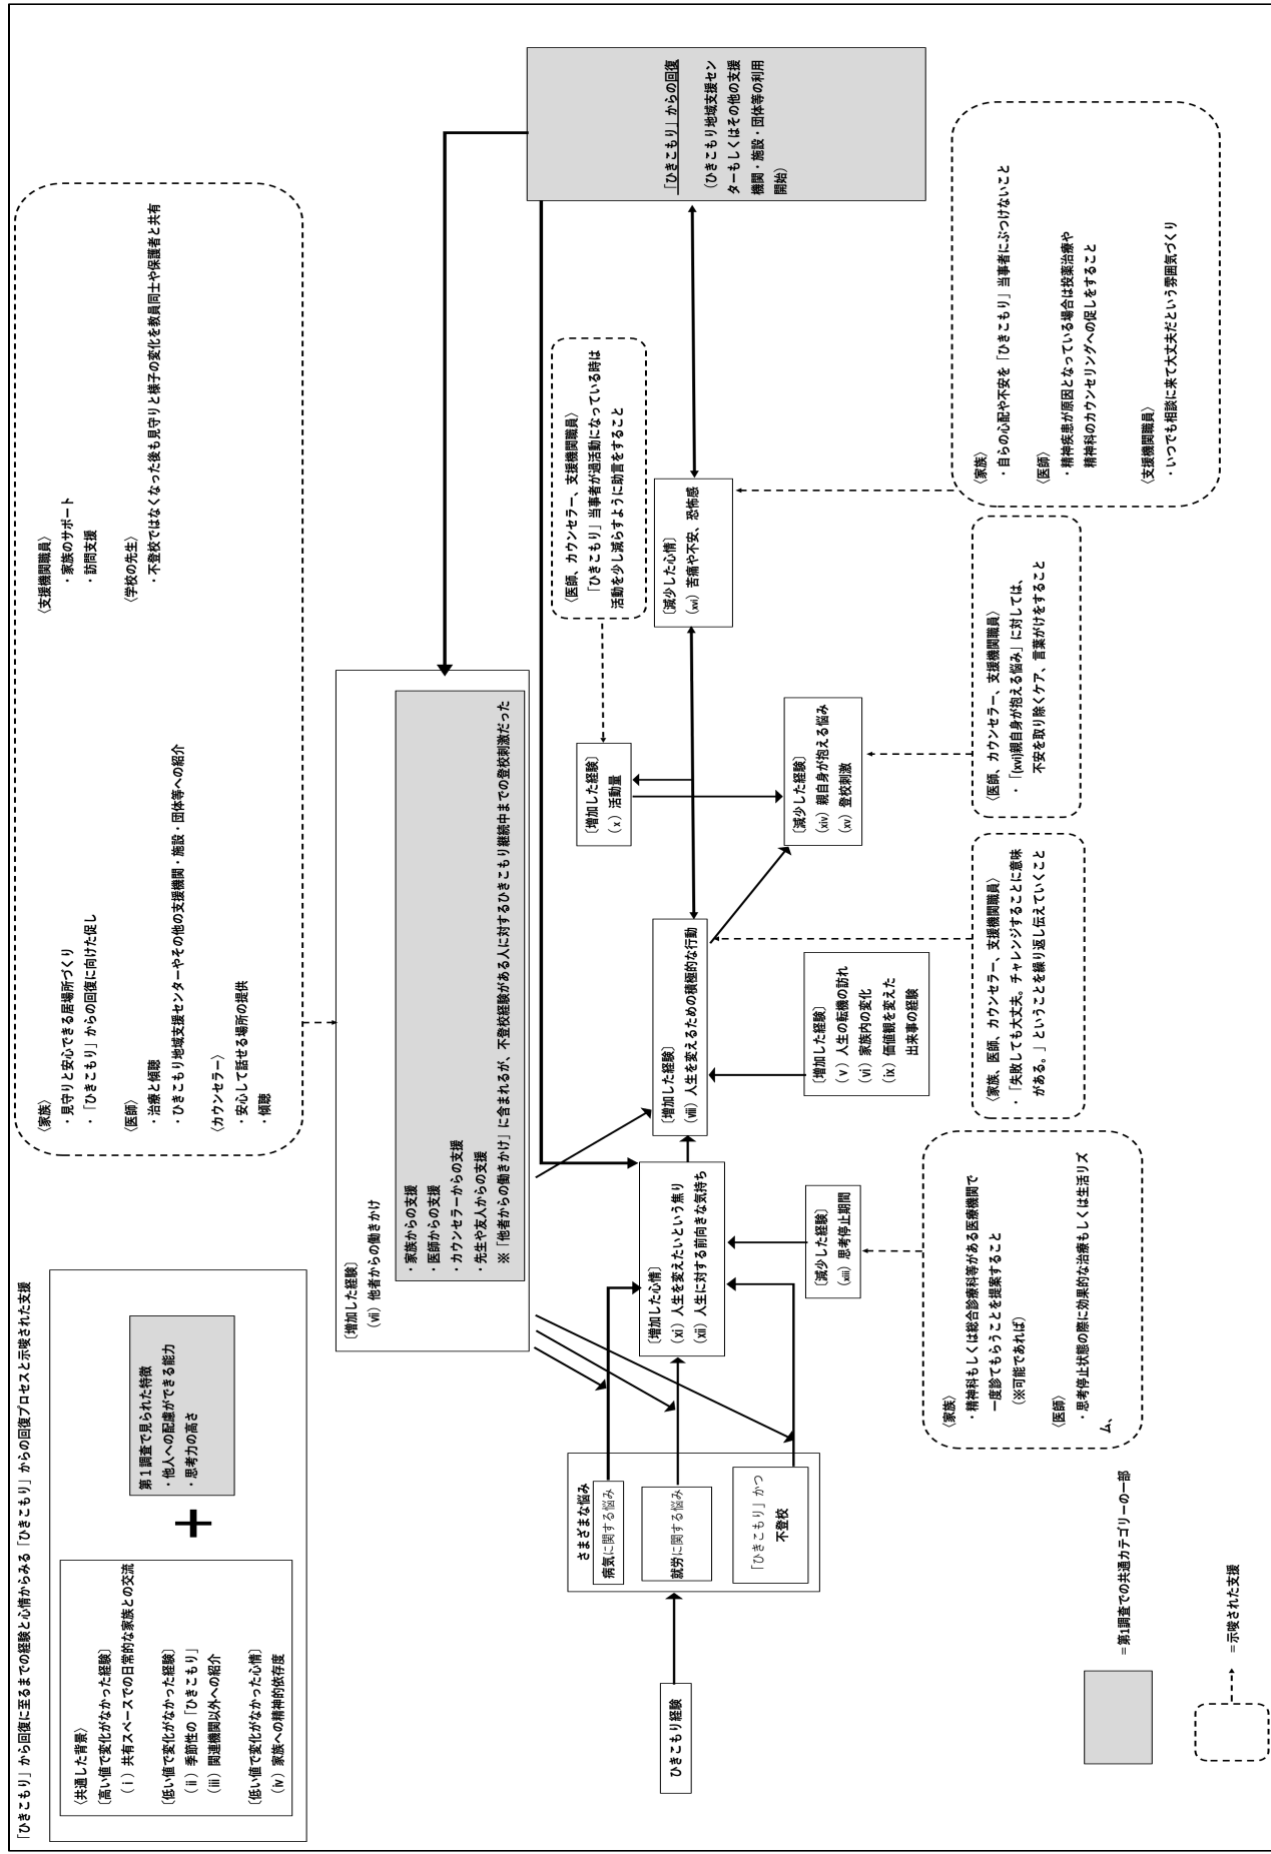 「ひきこもり」から回復に至るまでの経験と心情からみる「ひきこもり」からの回復プロセスと示唆された支援
〈共通した背景〉
［高い値で変化がなかった経験］
（ⅰ）共有スペースでの日常的な家族との交流
［低い値で変化がなかった経験］
（ⅱ）季節性の「ひきこもり」
（ⅲ）関連機関以外への紹介
［低い値で変化がなかった心情］
（ⅳ）家族への精神的依存度
＋
第１調査で見られた特徴
・他人への配慮ができる能力
・思考力の高さ
〈家族〉
・見守りと安心できる居場所づくり
・「ひきこもり」からの回復に向けた促し
〈医師〉
・治療と傾聴
・ひきこもり地域支援センターやその他の支援機関・施設・団体等への紹介
〈カウンセラー〉
・安心して話せる場所の提供
・傾聴
〈支援機関職員〉
・家族のサポート
・訪問支援
〈学校の先生〉
・不登校ではなくなった後も見守りと様子の変化を教員同士や保護者と共有
［増加した経験］
（ⅶ）他者からの働きかけ
・家族からの支援
・医師からの支援
・カウンセラーからの支援
・先生や友人からの支援
※「他者からの働きかけ」に含まれるが、不登校経験がある人に対するひきこもり継続中までの登校刺激だった
ひきこもり経験
さまざまな悩み
病気に関する悩み
就労に関する悩み
「ひきこもり」かつ
不登校
［増加した心情］
（ⅺ）人生を変えたいという焦り
（ⅻ）人生に対する前向きな気持ち
［減少した経験］
（xiii）思考停止期間
［増加した経験］
（ⅷ）人生を変えるための積極的な行動
［増加した経験］
（ⅴ）人生の転機の訪れ
（ⅵ）家族内の変化
（ⅸ）価値観を変えた
出来事の経験
［増加した経験］
（ⅹ）活動量
［減少した経験］
（xiv）親自身が抱える悩み
（xv）登校刺激
〈医師、カウンセラー、支援機関職員〉
「ひきこもり」当事者が過活動になっている時は
活動を少し減らすように助言をすること
［減少した心情］
（xvi）苦痛や不安、恐怖感
「ひきこもり」からの回復
（ひきこもり地域支援セン
ターもしくはその他の支援
機関・施設・団体等の利用
開始）
〈家族〉
・精神科もしくは総合診療科等がある医療機関で
一度診てもらうことを提案すること
（※可能であれば）
〈医師〉
・思考停止状態の際に効果的な治療もしくは生活リズ
ム、
〈家族、医師、カウンセラー、支援機関職員〉
・「失敗しても大丈夫。チャレンジすることに意味
がある。」ということを繰り返し伝えていくこと
〈医師、カウンセラー、支援機関職員〉
・「(xvi)親自身が抱える悩み」に対しては、
不安を取り除くケア、言葉がけをすること
〈家族〉
・自らの心配や不安を「ひきこもり」当事者にぶつけないこと
〈医師〉
・精神疾患が原因となっている場合は投薬治療や
精神科のカウンセリングへの促しをすること
〈支援機関職員〉
・いつでも相談に来て大丈夫だという雰囲気づくり
＝第1調査での共通カテゴリーの一部
＝示唆された支援